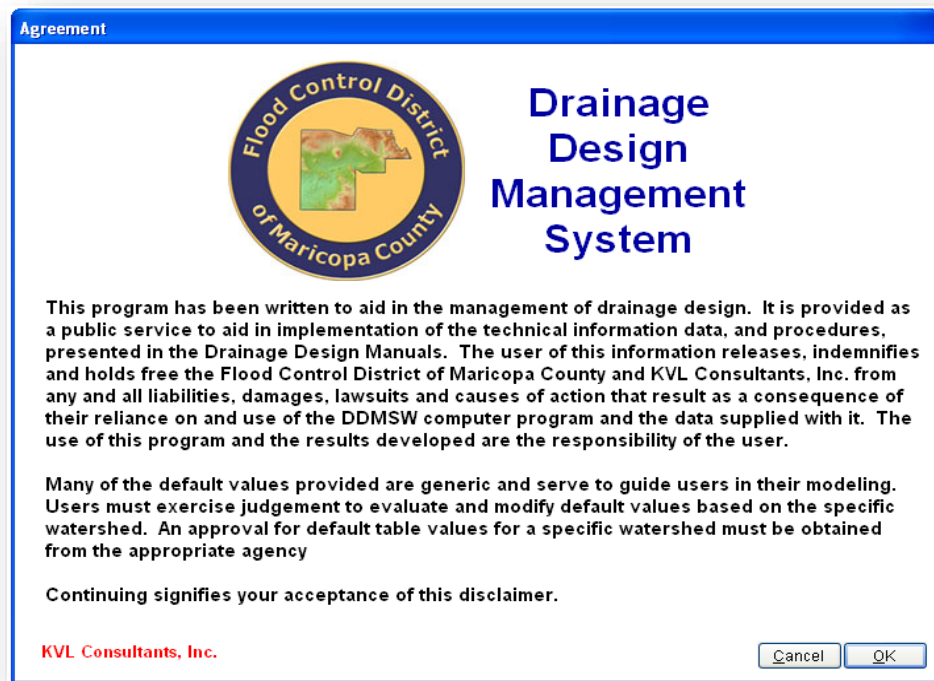 Agreement
Flood Control District
of Maricopa County
Drainage
Design
Management
System
This program has been written to aid in the management of drainage design.  It is provided as
a public service to aid in implementation of the technical information data, and procedures,
presented in the Drainage Design Manuals.  The user of this information releases, indemnifies
and holds free the Flood Control District of Maricopa County and KVL Consultants, Inc. from
any and all liabilities, damages, lawsuits and causes of action that result as a consequence of
their reliance on and use of the DDMSW computer program and the data supplied with it.  The
use of this program and the results developed are the responsibility of the user.
Many of the default values provided are generic and serve to guide users in their modeling.
Users must exercise judgement to evaluate and modify default values based on the specific
watershed.  An approval for default table values for a specific watershed must be obtained
from the appropriate agency
Continuing signifies your acceptance of this disclaimer.
KVL Consultants, Inc.
Cancel
OK